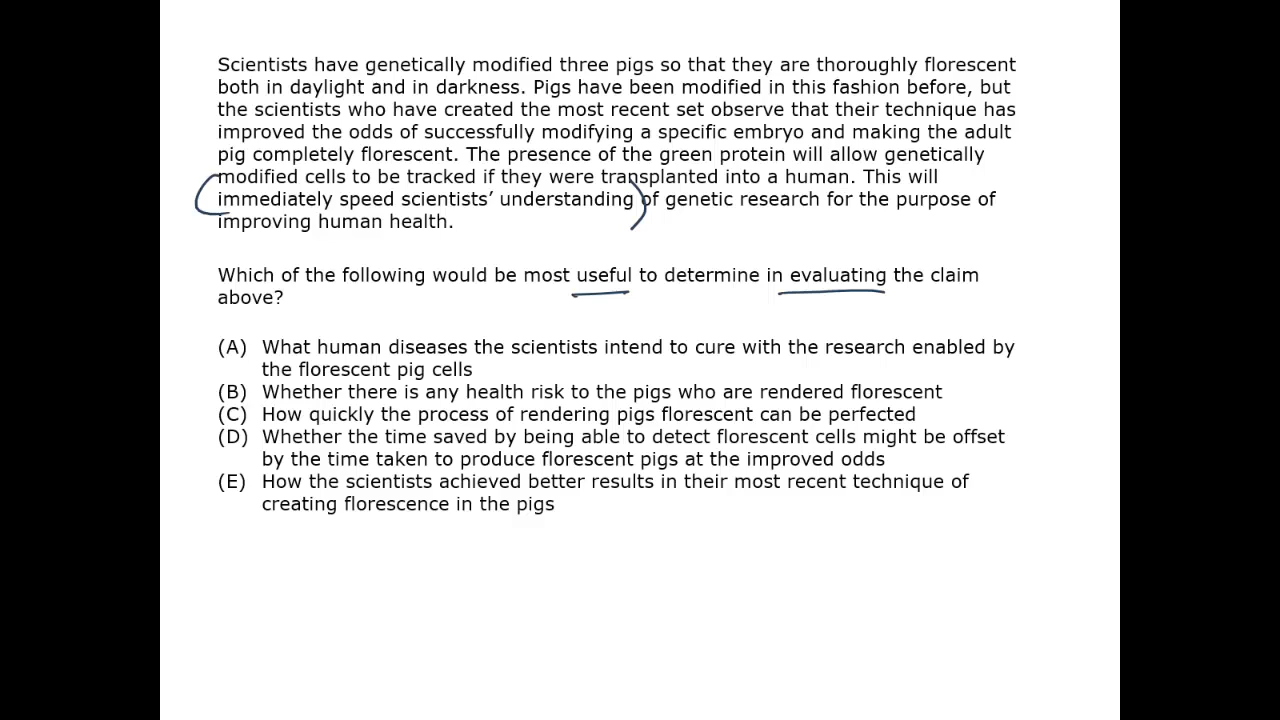 Scientists have genetically modified three pigs so that they are thoroughly florescent
both in daylight and in darkness. Pigs have been modified in this fashion before, but
the scientists who have created the most recent set observe that their technique has
improved the odds of successfully modifying a specific embryo and making the adult
pig completely florescent. The presence of the green protein will allow genetically
modified cells to be tracked if they were transplanted into a human. This will
immediately speed scientists’ understanding of genetic research for the purpose of
improving human health.
Which of the following would be most useful to determine in evaluating the claim
above?
(A) What human diseases the scientists intend to cure with the research enabled by
the florescent pig cells
(B) Whether there is any health risk to the pigs who are rendered florescent
(C) How quickly the process of rendering pigs florescent can be perfected
(D) Whether the time saved by being able to detect florescent cells might be offset
by the time taken to produce florescent pigs at the improved odds
(E) How the scientists achieved better results in their most recent technique of
creating florescence in the pigs